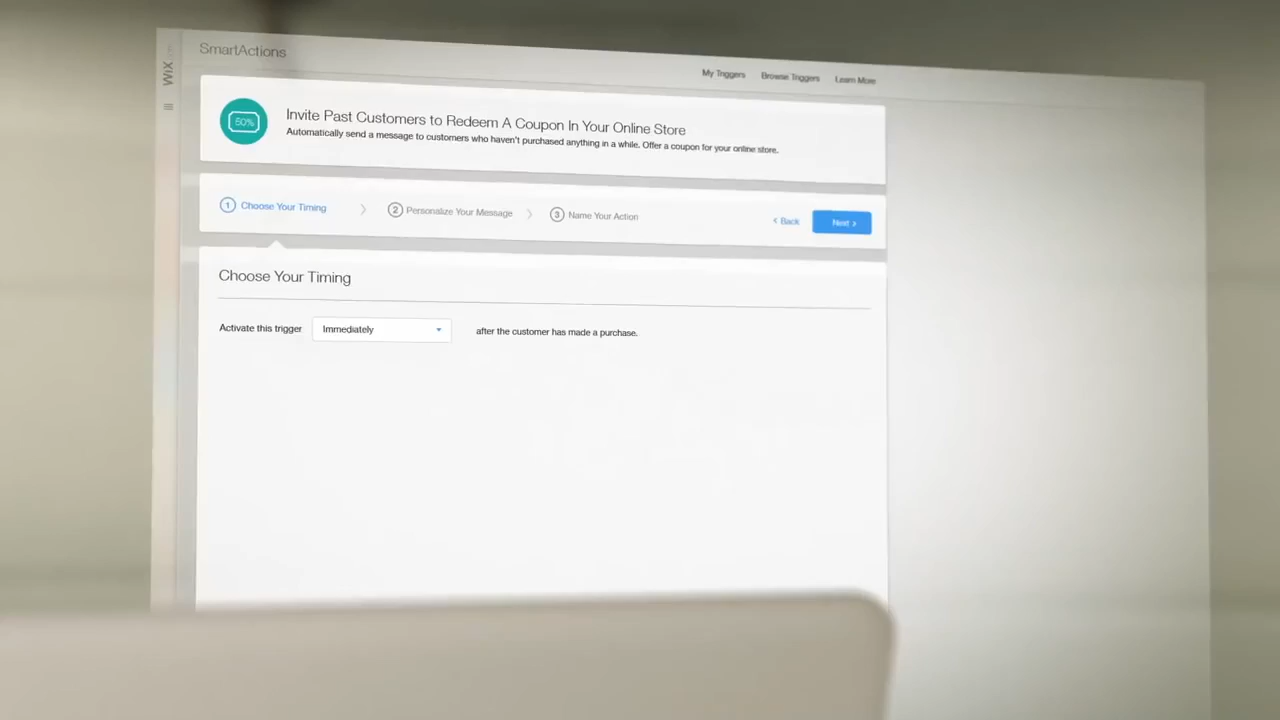 SmartActions
My Triggers Browse Triggers Learn More
WiX
50%
Invite Past Customers to Redeem A Coupon In Your Online Store
Automatically send a message to customers who haven't purchased anything in a while. Offer a coupon for your online store.
1 Choose Your Timing 2 Personalize Your Message 3 Name Your Action Back Next
Choose Your Timing
Activate this trigger Immediately after the customer has made a purchase.